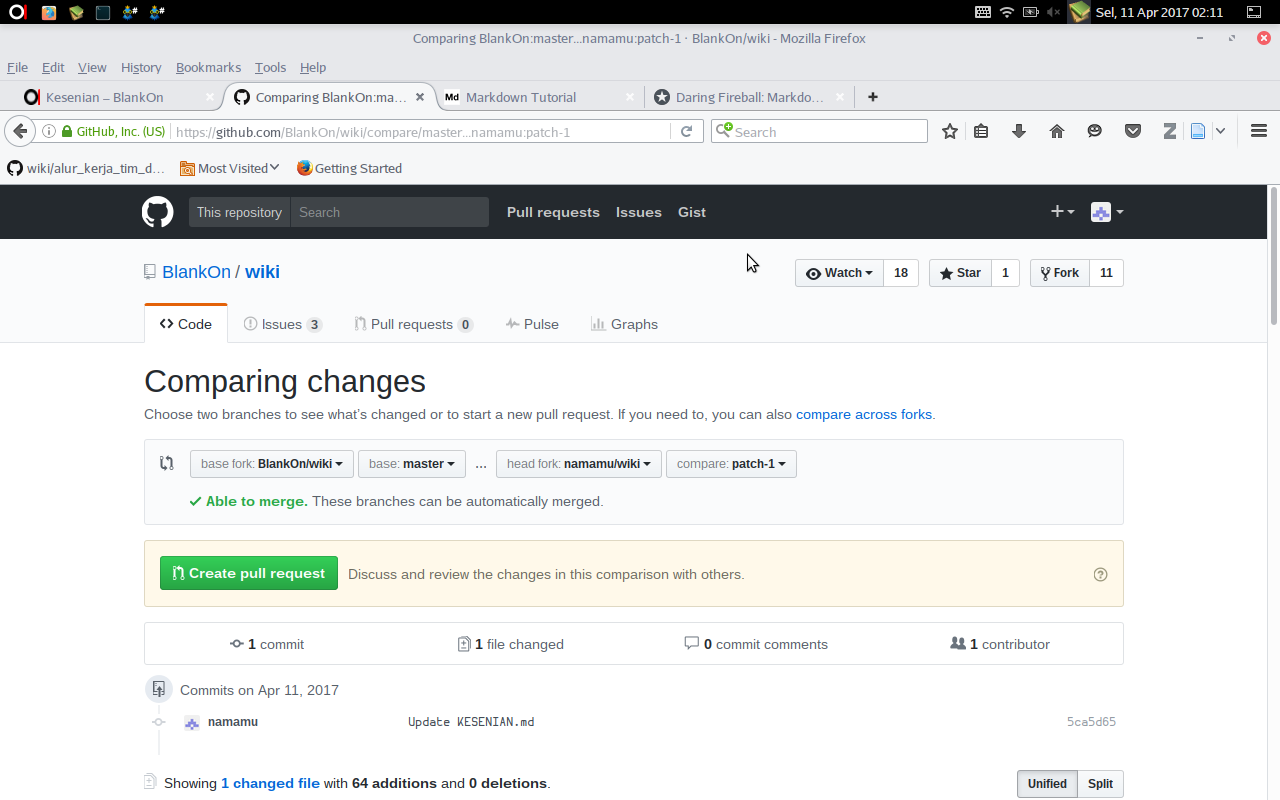 Sel, 11 Apr 2017 02:11
Comparing BlankOn:master...namamu:patch-1 · BlankOn/wiki - Mozilla Firefox
File Edit View History Bookmarks Tools Help
Kesenian – BlankOn
Comparing BlankOn:ma...
Md Markdown Tutorial
Daring Fireball: Markdo...
GitHub, Inc. (US) https://github.com/BlankOn/wiki/compare/master...namamu:patch-1
Search
wiki/alur_kerja_tim_d... Most Visited Getting Started
This repository Search Pull requests Issues Gist
BlankOn / wiki
Watch 18 Star 1 Fork 11
Code Issues 3 Pull requests 0 Pulse Graphs
Comparing changes
Choose two branches to see what's changed or to start a new pull request. If you need to, you can also compare across forks.
base fork: BlankOn/wiki base: master ... head fork: namamu/wiki compare: patch-1
Able to merge. These branches can be automatically merged.
Create pull request Discuss and review the changes in this comparison with others.
1 commit 1 file changed 0 commit comments 1 contributor
Commits on Apr 11, 2017
namamu Update KESENIAN.md 5ca5d65
Showing 1 changed file with 64 additions and 0 deletions.
Unified Split